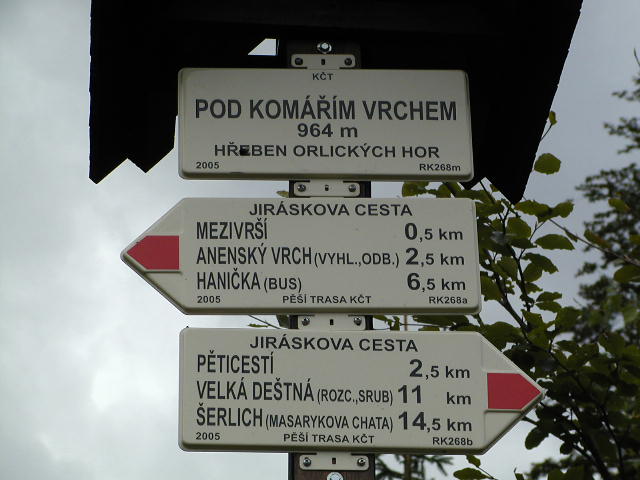 KČT
POD KOMÁŘÍM VRCHEM
964 m
HŘEBEN ORLICKÝCH HOR
2005 RK268m
JIRÁSKOVA CESTA
MEZIVRŠÍ 0,5 km
ANENSKÝ VRCH (VYHL.,ODB.) 2,5 km
HANIČKA (BUS) 6,5 km
2005 PĚŠÍ TRASA KČT RK268a
JIRÁSKOVA CESTA
PĚTICESTÍ 2,5 km
VELKÁ DEŠTNÁ (ROZC.,SRUB) 11 km
ŠERLICH (MASARYKOVA CHATA) 14,5 km
2005 PĚŠÍ TRASA KČT RK268b